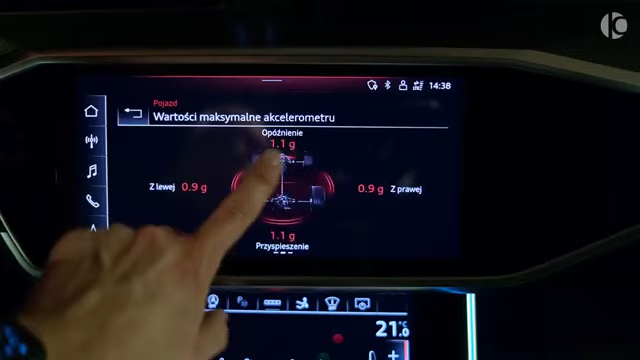 14:38
Pojazd
Wartości maksymalne akcelerometru
Opóźnienie
1.1 g
Z lewej 0.9 g
0.9 g Z prawej
1.1 g
Przyspieszenie
21.